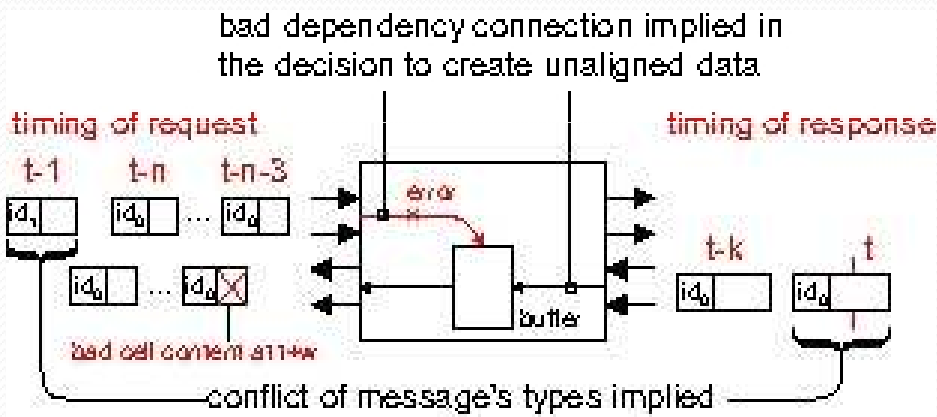 bad dependency connection implied in
the decision to create unaligned data
timing of request
timing of response
t-1 t-n t-n-3
id₁ id₀ ... id₀
error
t-k t
id₀ ... id₀
id₀ id₀
buffer
bad cell content
conflict of message's types implied